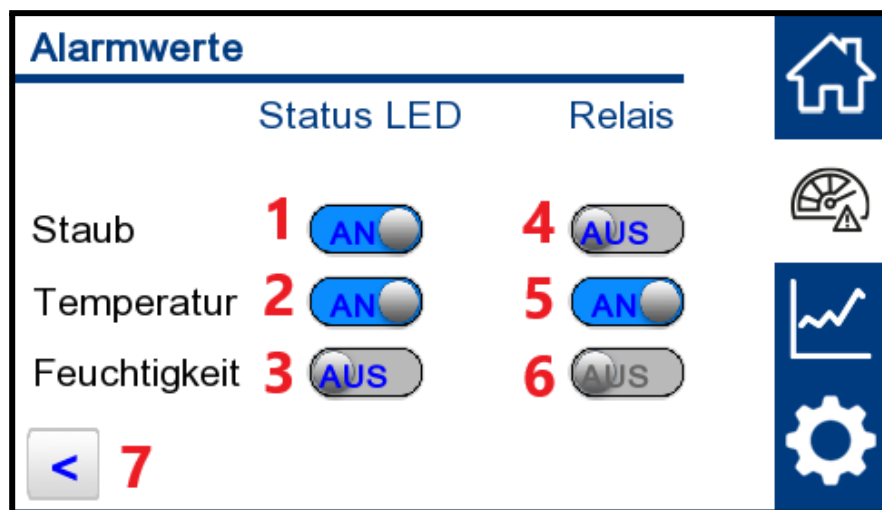 Alarmwerte
Status LED Relais
Staub 1 AN 4 AUS
Temperatur 2 AN 5 AN
Feuchtigkeit 3 AUS 6 AUS
< 7